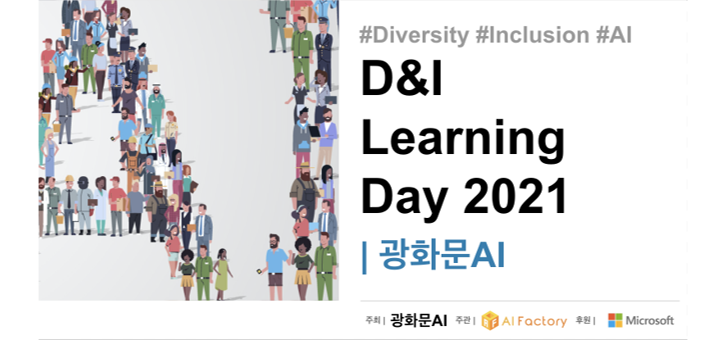 #Diversity #Inclusion #AI
D&I
Learning
Day 2021
| 광화문AI
주최 | 광화문AI 주관 | AI Factory 후원 | Microsoft